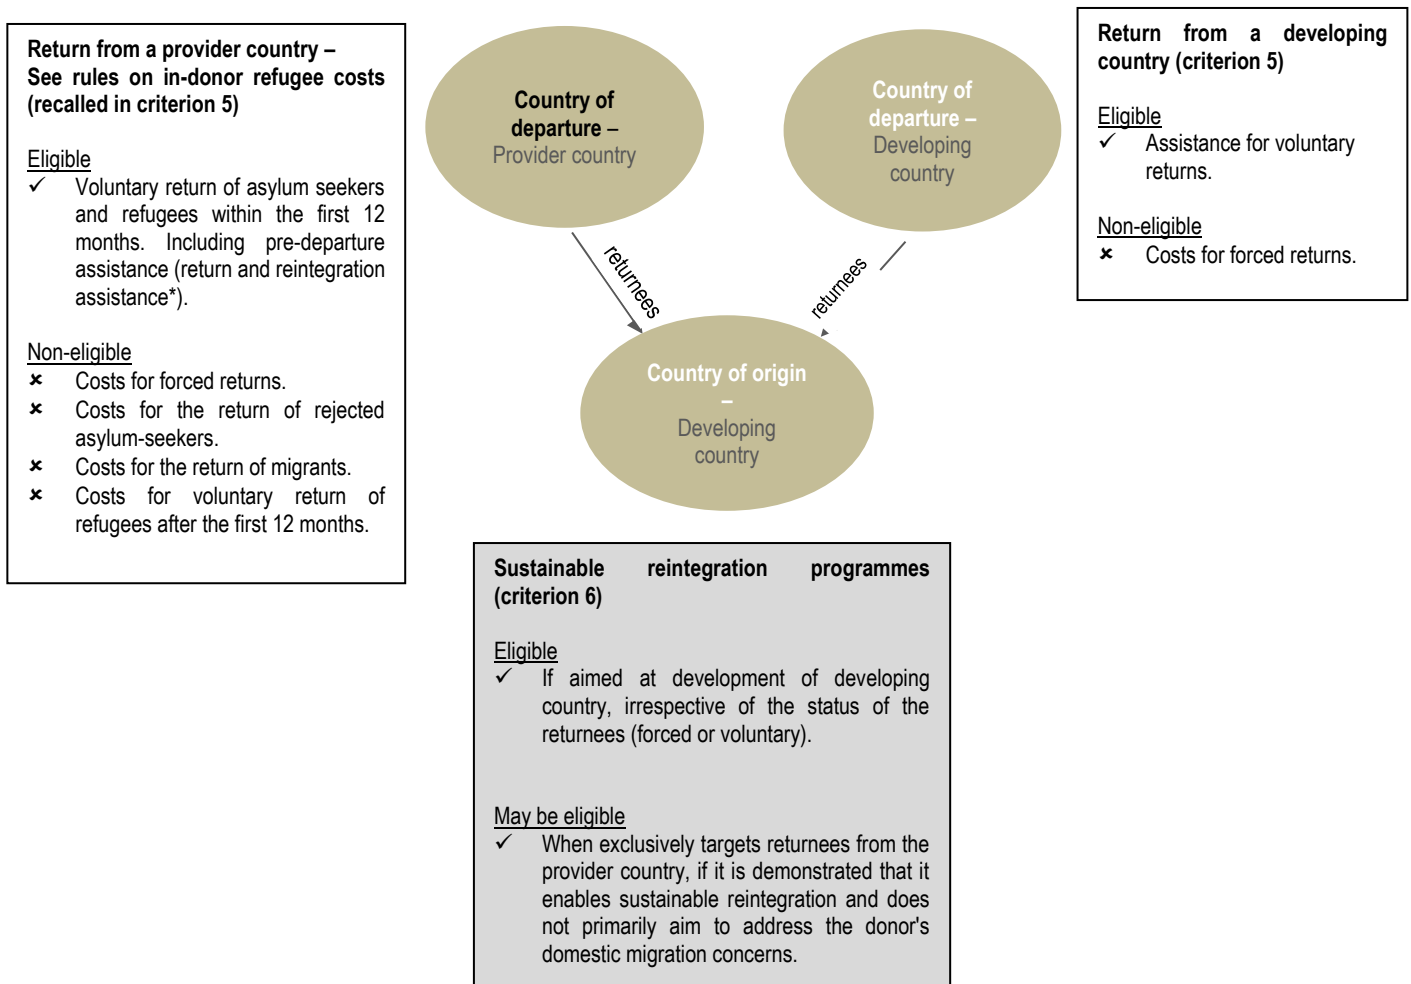 Return from a provider country –
See rules on in-donor refugee costs
(recalled in criterion 5)
Eligible
✓ Voluntary return of asylum seekers
and refugees within the first 12
months. Including pre-departure
assistance (return and reintegration
assistance*).
Non-eligible
× Costs for forced returns.
× Costs for the return of rejected
asylum-seekers.
× Costs for the return of migrants.
× Costs for voluntary return of
refugees after the first 12 months.
Country of
departure –
Provider country
Country of
departure –
Developing
country
returnees
returnees
Country of origin
–
Developing
country
Return from a developing
country (criterion 5)
Eligible
✓ Assistance for voluntary
returns.
Non-eligible
× Costs for forced returns.
Sustainable reintegration programmes
(criterion 6)
Eligible
✓ If aimed at development of developing
country, irrespective of the status of the
returnees (forced or voluntary).
May be eligible
✓ When exclusively targets returnees from the
provider country, if it is demonstrated that it
enables sustainable reintegration and does
not primarily aim to address the donor's
domestic migration concerns.